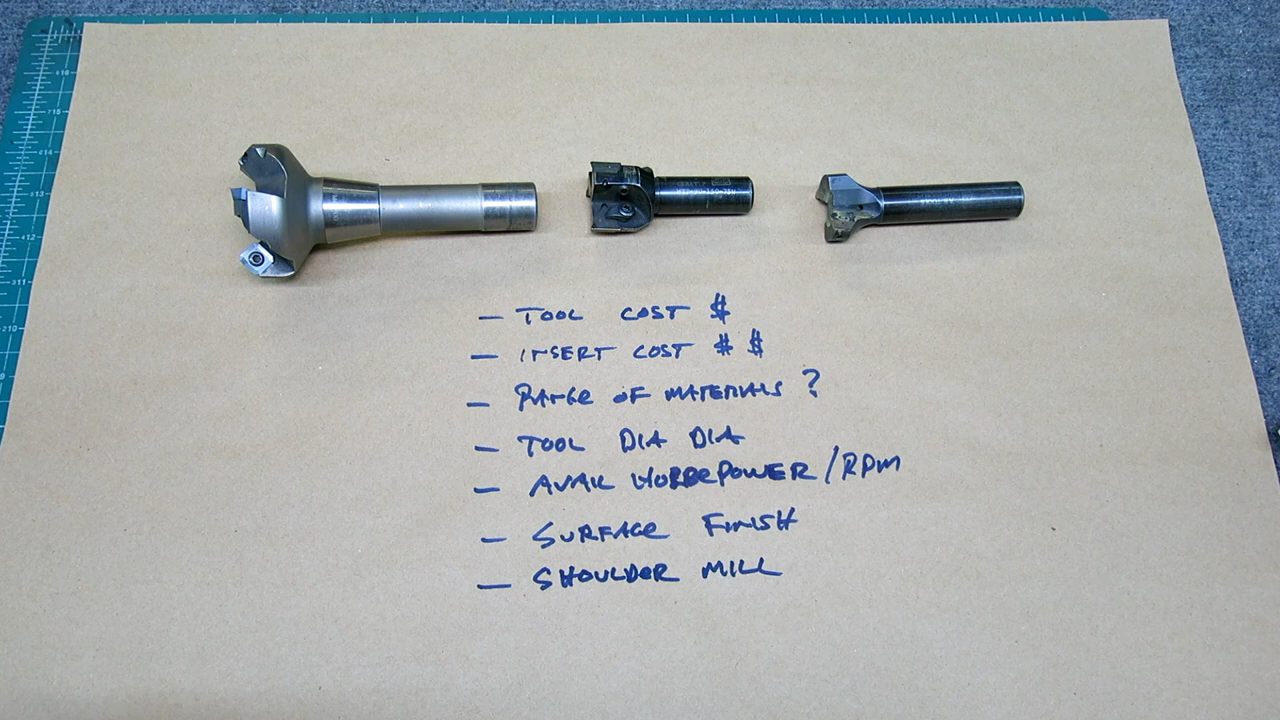 — TOOL COST $
— INSERT COST $ $
— RANGE OF MATERIALS ?
— TOOL DIA DIA
— AVAIL HORSEPOWER/RPM
— SURFACE FINISH
— SHOULDER MILL